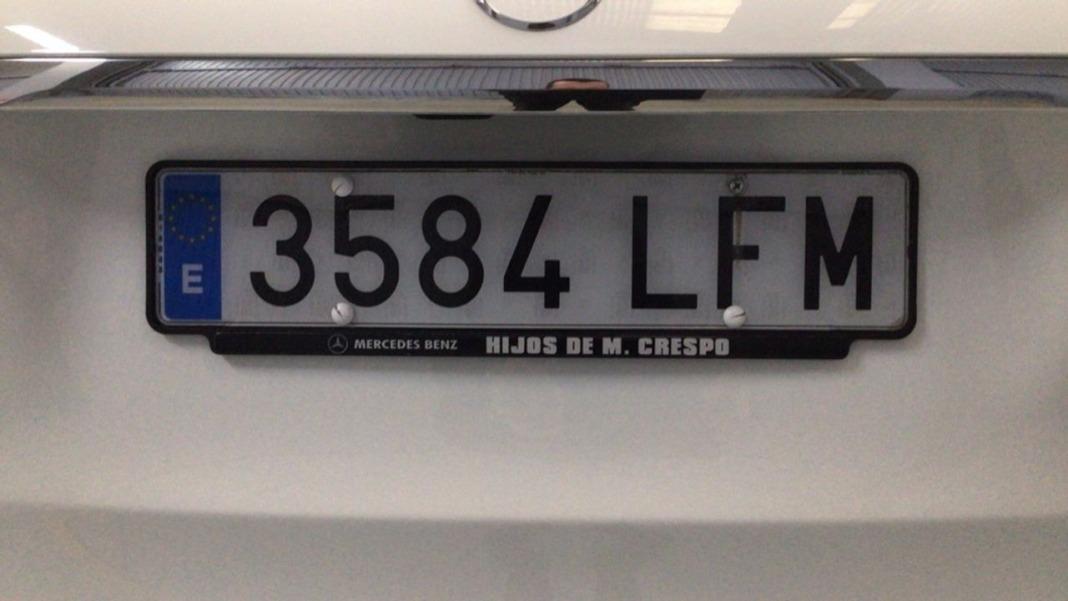 E 3584 LFM
MERCEDES BENZ HIJOS DE M. CRESPO